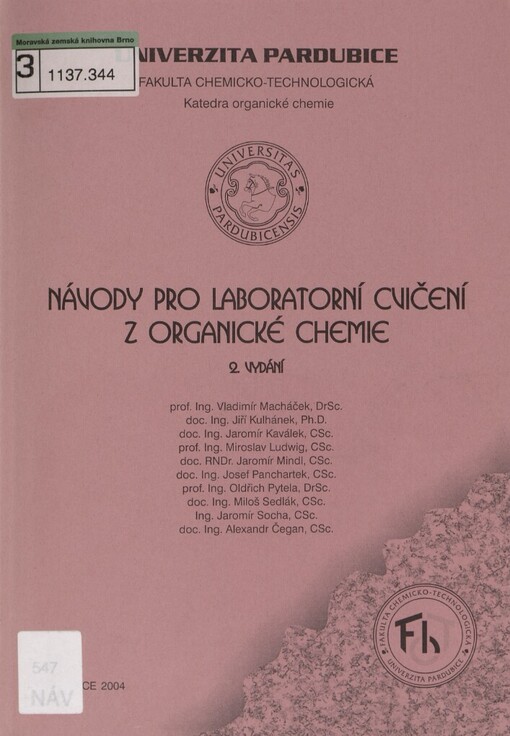 Moravská zemská knihovna Brno
3
1137.344
UNIVERZITA PARDUBICE
FAKULTA CHEMICKO-TECHNOLOGICKÁ
Katedra organické chemie
UNIVERSITAS PARDUBICENSIS
NÁVODY PRO LABORATORNÍ CVIČENÍ
Z ORGANICKÉ CHEMIE
2. VYDÁNÍ
prof. Ing. Vladimír Macháček, DrSc.
doc. Ing. Jiří Kulhánek, Ph.D.
doc. Ing. Jaromír Kaválek, CSc.
prof. Ing. Miroslav Ludwig, CSc.
doc. RNDr. Jaromír Mindl, CSc.
doc. Ing. Josef Panchartek, CSc.
prof. Ing. Oldřich Pytela, DrSc.
doc. Ing. Miloš Sedlák, CSc.
Ing. Jaromír Socha, CSc.
doc. Ing. Alexandr Čegan, CSc.
FAKULTA CHEMICKO-TECHNOLOGICKÁ
UNIVERZITA PARDUBICE
547
NÁV
CE 2004